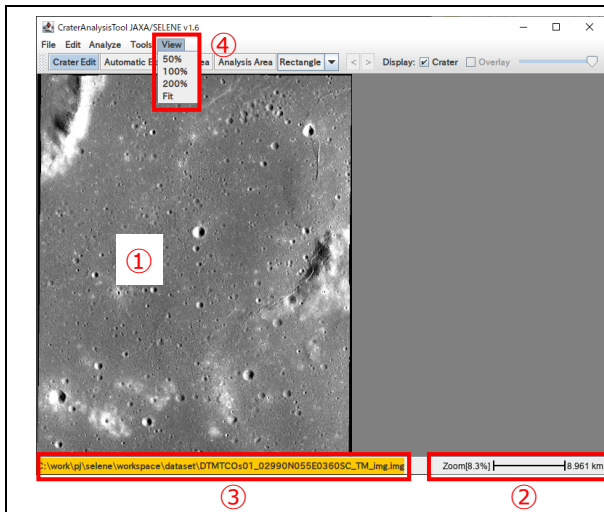 CraterAnalysisTool JAXA/SELENE v1.6
File Edit Analyze Tools View ④
Crater Edit Automatic Ex ea Analysis Area Rectangle < > Display: Crater Overlay
50%
100%
200%
Fit
①
C:\work\pj\selene\workspace\dataset\DTMTCOs01_02990N055E0360SC_TM_img.img Zoom[8.3%] 8.961 km
③ ②